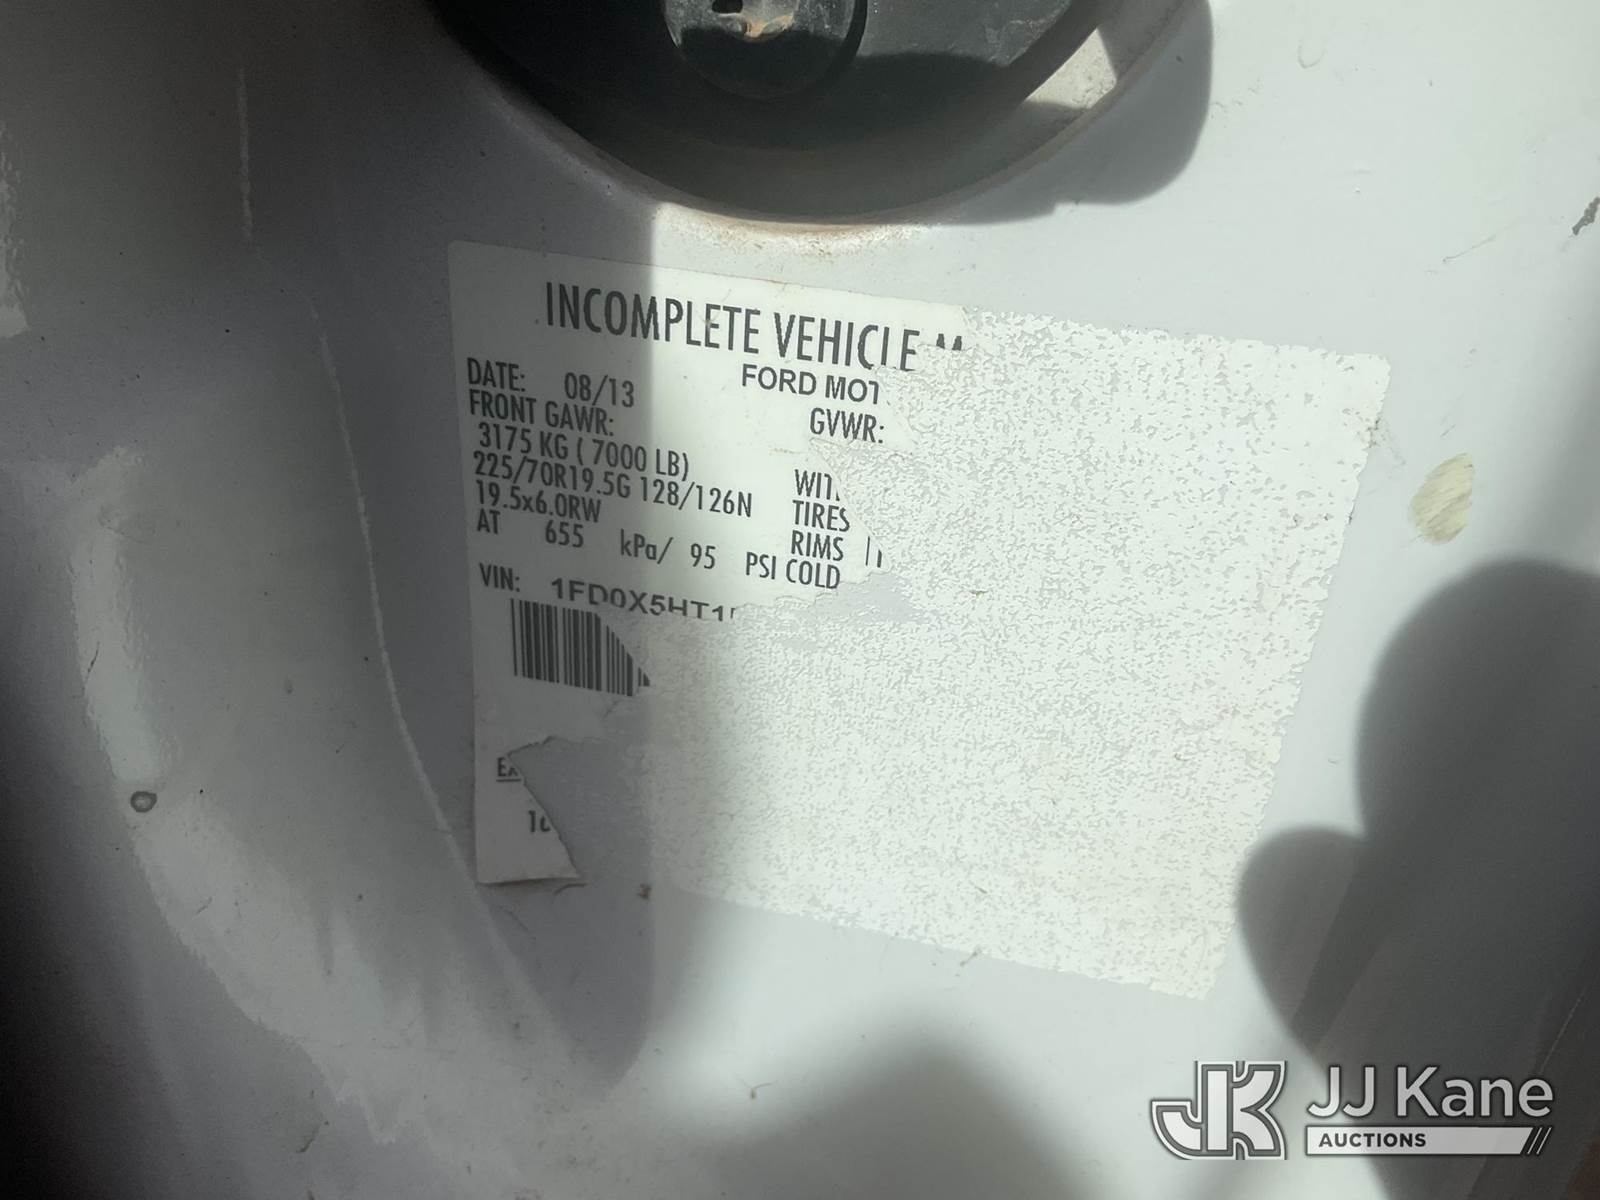 INCOMPLETE VEHICLE
FORD MOT
DATE: 08/13
GVWR:
FRONT GAWR:
3175 KG ( 7000 LB)
225/70R19.5G 128/126N TIRES
19.5x6.0RW RIMS
AT 655 kPa/ 95 PSI COLD
VIN: 1FD0X5HT1
JJ Kane
AUCTIONS